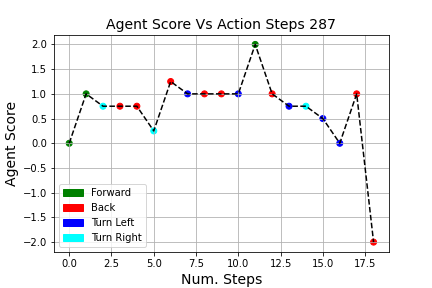 Agent Score Vs Action Steps 287
Agent Score
2.0
1.5
1.0
0.5
0.0
−0.5
−1.0
−1.5
−2.0
Forward
Back
Turn Left
Turn Right
0.0 2.5 5.0 7.5 10.0 12.5 15.0 17.5
Num. Steps